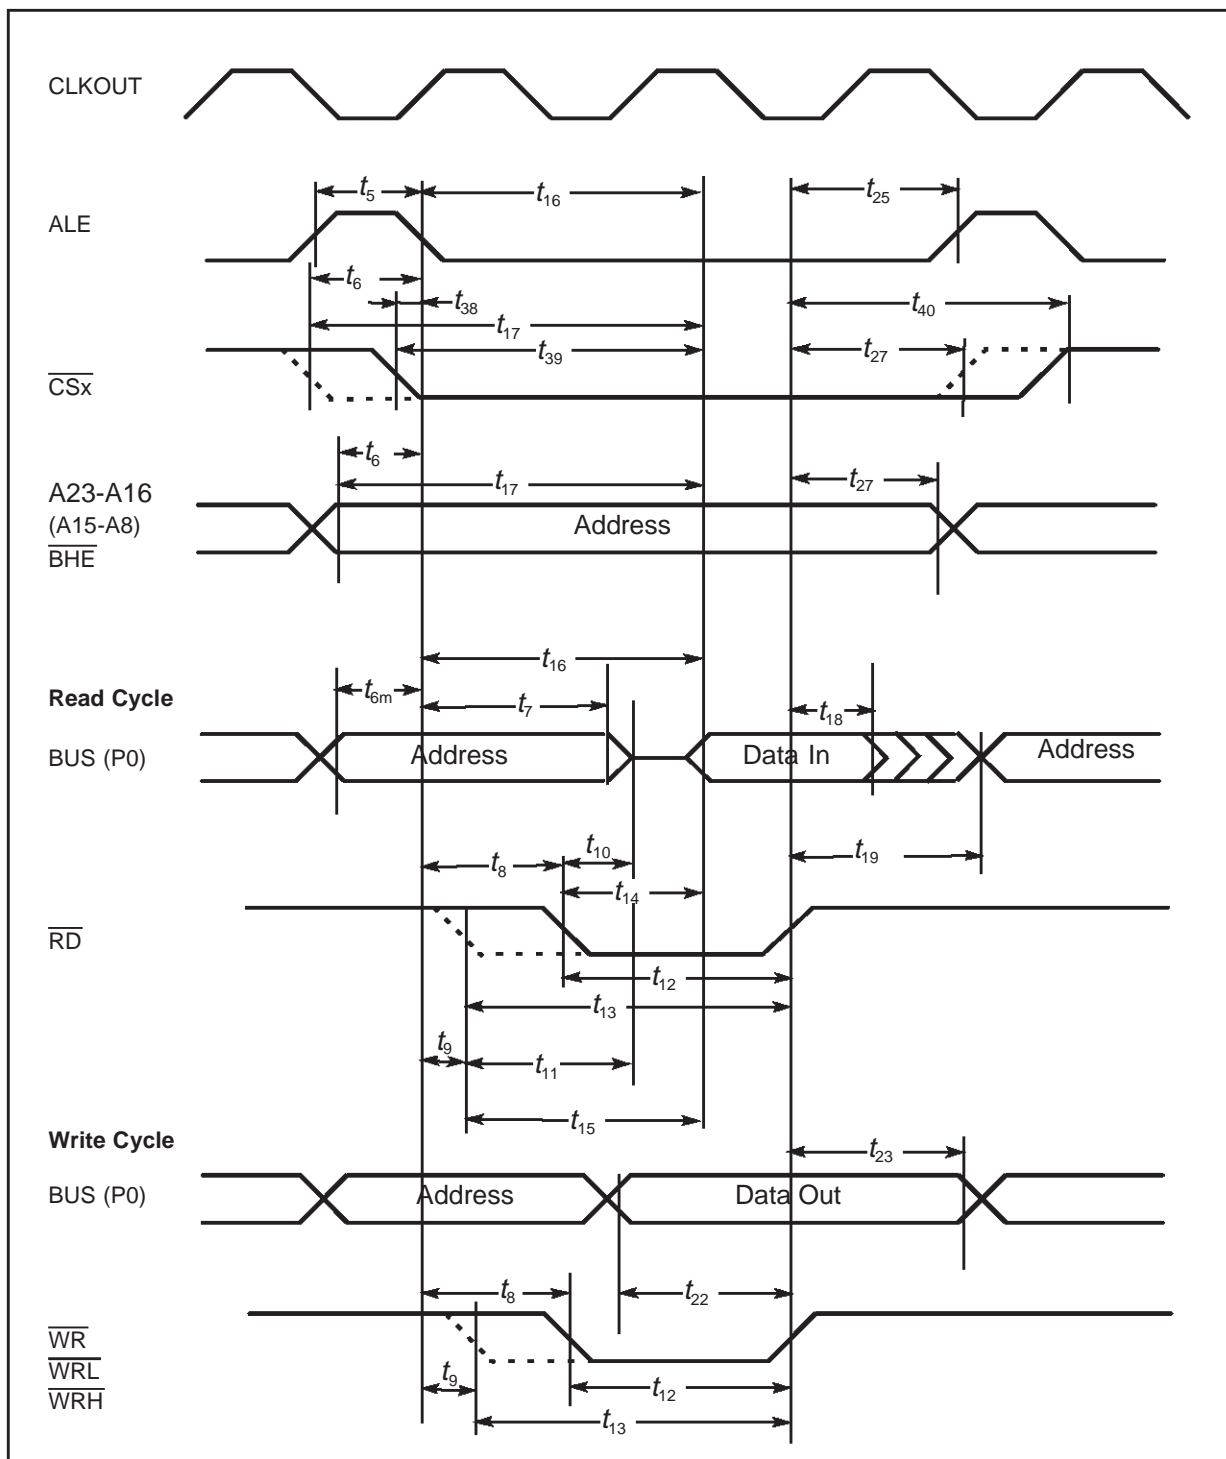 CLKOUT
t5 t16 t25
ALE
t6
t38 t40
t17
t39 t27
CSx
t6
t17 t27
A23-A16
(A15-A8) Address
BHE
t16
Read Cycle t6m t7 t18
BUS (P0) Address Data In Address
t8 t10 t19
t14
RD
t12
t13
t9 t11
t15
Write Cycle
t23
BUS (P0) Address Data Out
t8 t22
WR
WRL
t9 t12
WRH
t13